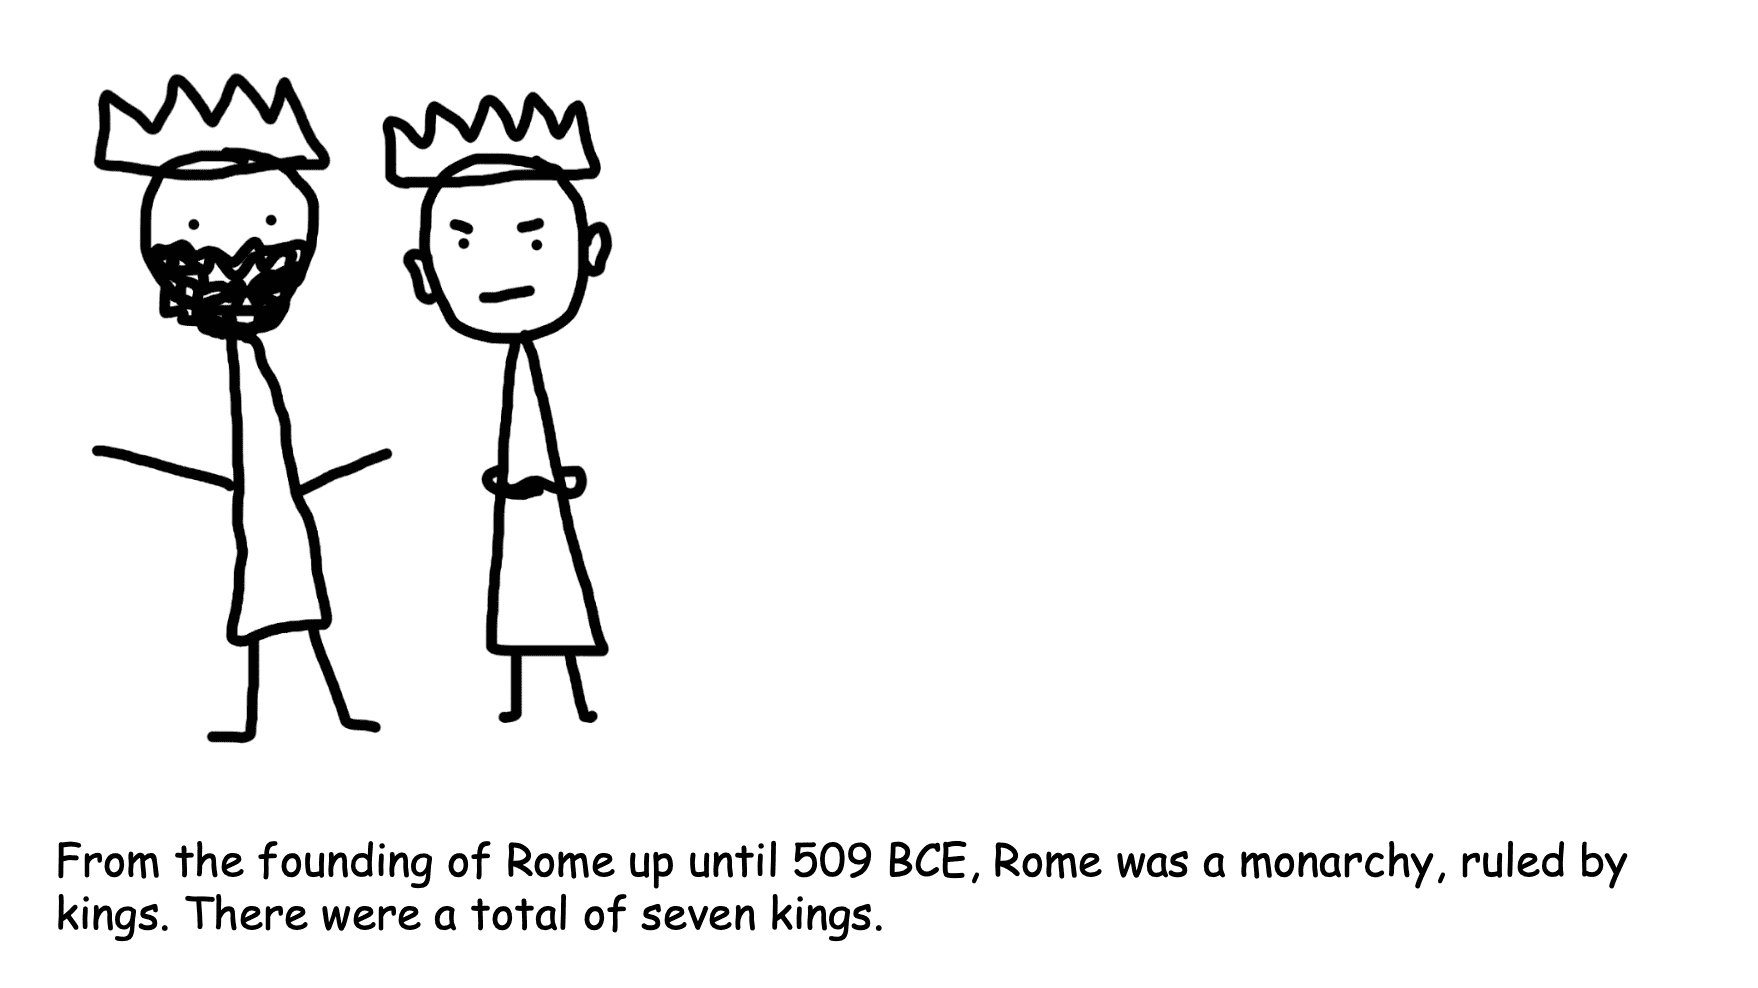 From the founding of Rome up until 509 BCE, Rome was a monarchy, ruled by
kings. There were a total of seven kings.